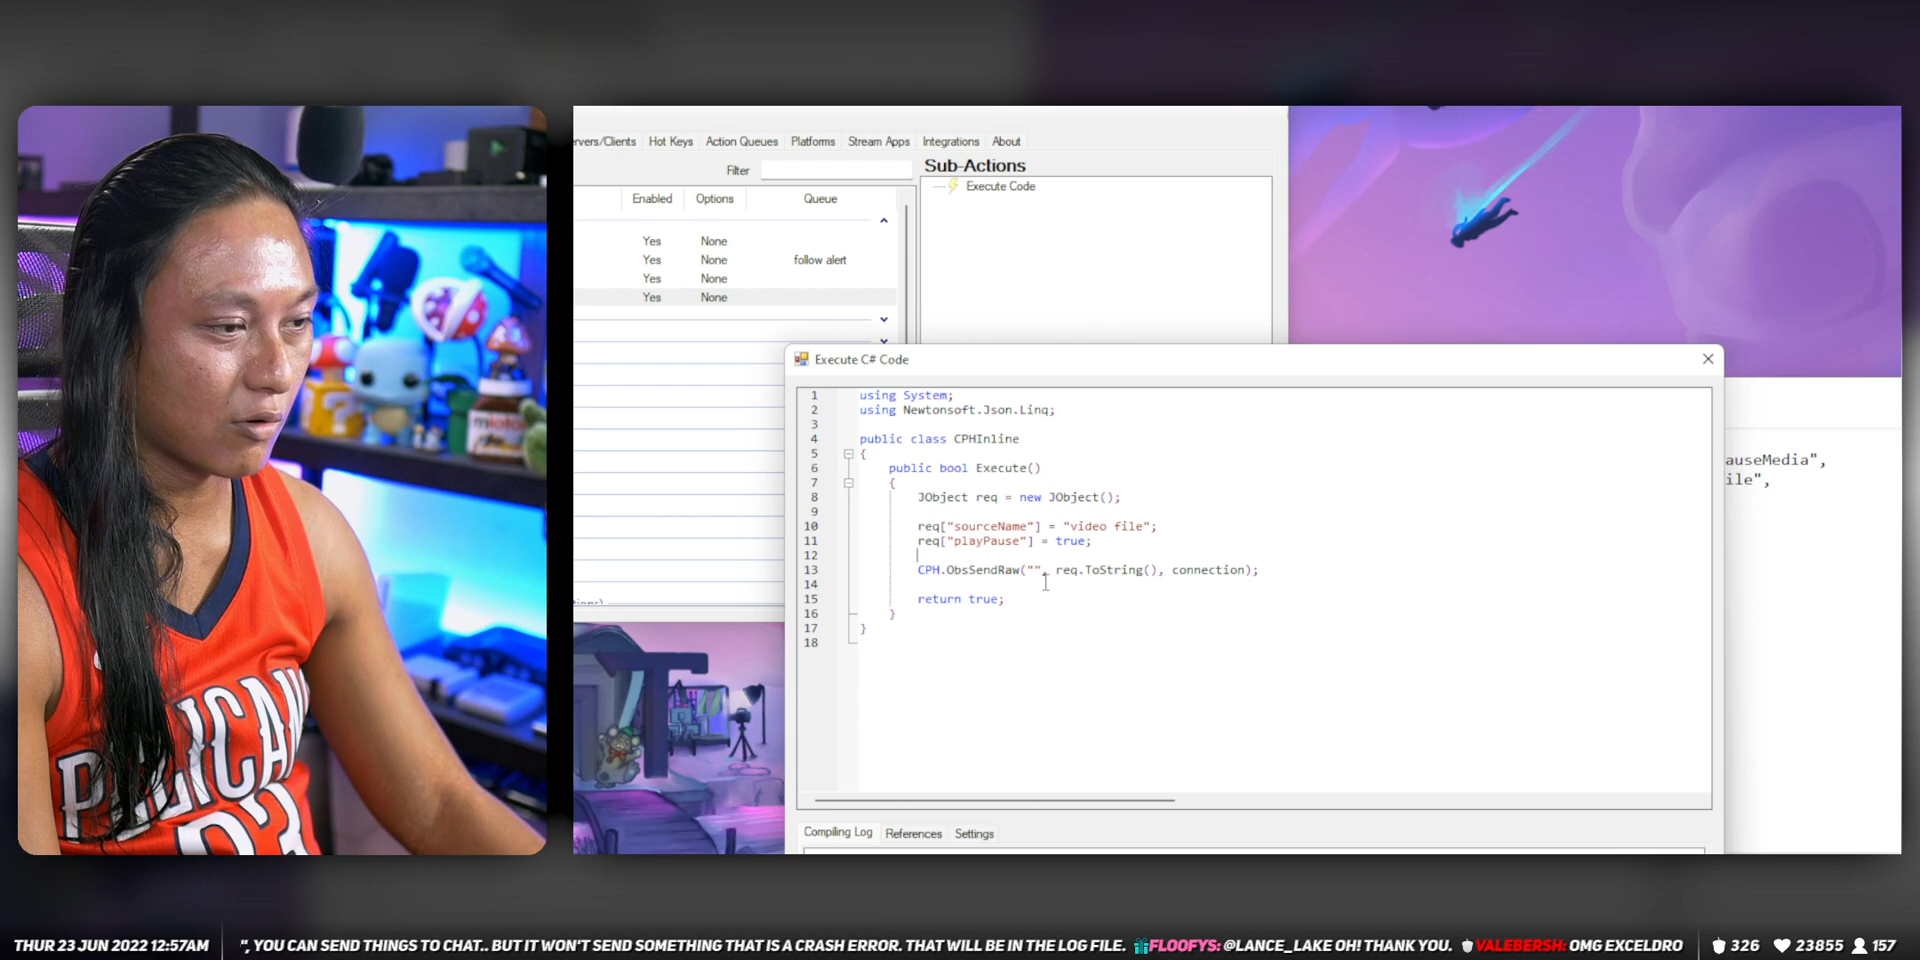 rvers/Clients Hot Keys Action Queues Platforms Stream Apps Integrations About
Filter
Sub-Actions
Execute Code
Enabled Options Queue
Yes None
Yes None follow alert
Yes None
Yes None
Execute C# Code
1 using System;
2 using Newtonsoft.Json.Linq;
3
4 public class CPHInline
5 {
6 public bool Execute()
7 {
8 JObject req = new JObject();
9
10 req["sourceName"] = "video file";
11 req["playPause"] = true;
12
13 CPH.ObsSendRaw("", req.ToString(), connection);
14
15 return true;
16 }
17 }
18
auseMedia",
ile",
Compiling Log References Settings
PELICANS
THUR 23 JUN 2022 12:57AM ", YOU CAN SEND THINGS TO CHAT.. BUT IT WON'T SEND SOMETHING THAT IS A CRASH ERROR. THAT WILL BE IN THE LOG FILE. FLOOFYS: @LANCE_LAKE OH! THANK YOU. VALEBERSH: OMG EXCELDRO 326 23855 157